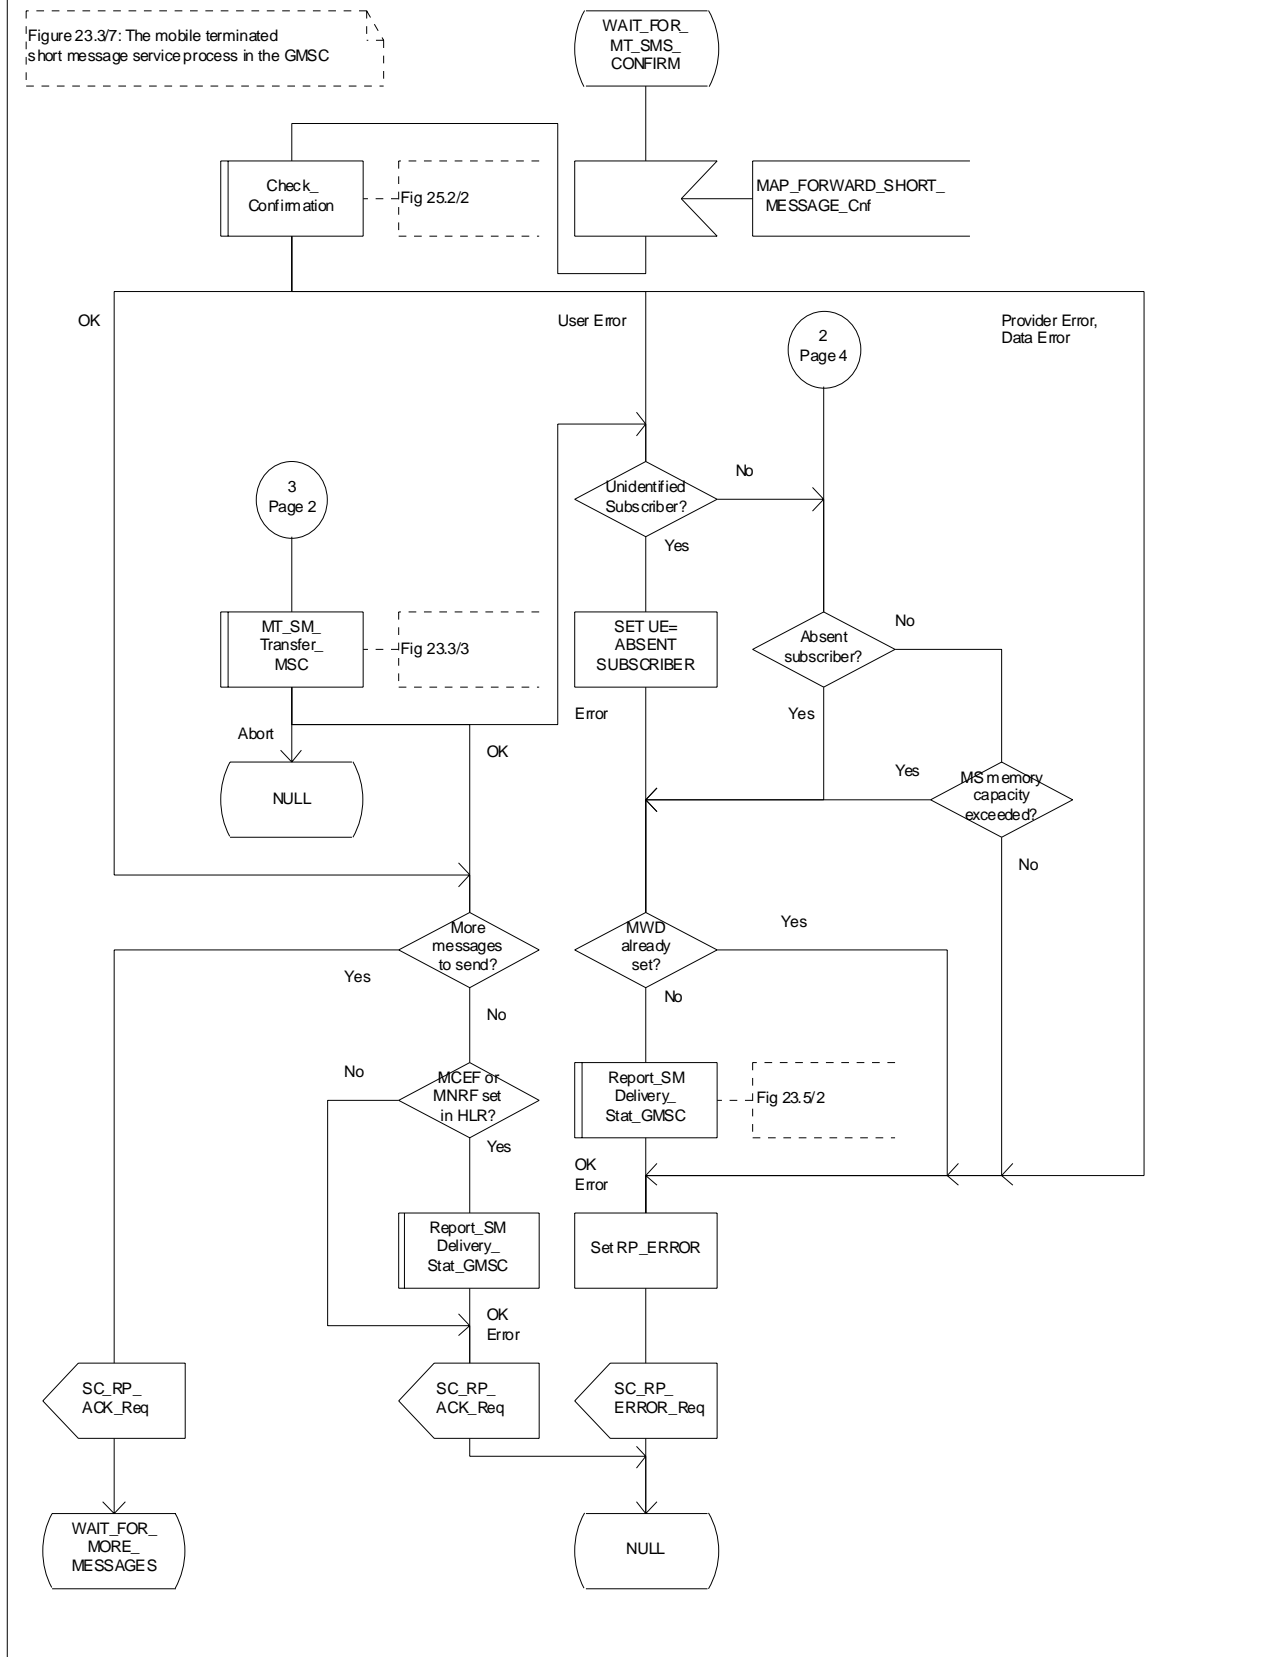 Figure 23.3/7: The mobile terminated
short message service process in the GMSC
WAIT_FOR_
MT_SMS_
CONFIRM
Check_
Confirmation
Fig 25.2/2
MAP_FORWARD_SHORT_
MESSAGE_Cnf
OK
User Error
Provider Error,
Data Error
2
Page 4
3
Page 2
Unidentified
Subscriber?
No
Yes
MT_SM_
Transfer_
MSC
Fig 23.3/3
SET UE=
ABSENT
SUBSCRIBER
Absent
subscriber?
No
Abort
OK
Error
Yes
NULL
Yes
MS memory
capacity
exceeded?
No
More
messages
to send?
Yes
No
MWD
already
set?
Yes
No
No
MCEF or
MNRF set
in HLR?
Yes
Report_SM
Delivery_
Stat_GMSC
Fig 23.5/2
OK
Error
Report_SM
Delivery_
Stat_GMSC
Set RP_ERROR
OK
Error
SC_RP_
ACK_Req
SC_RP_
ACK_Req
SC_RP_
ERROR_Req
WAIT_FOR_
MORE_
MESSAGES
NULL